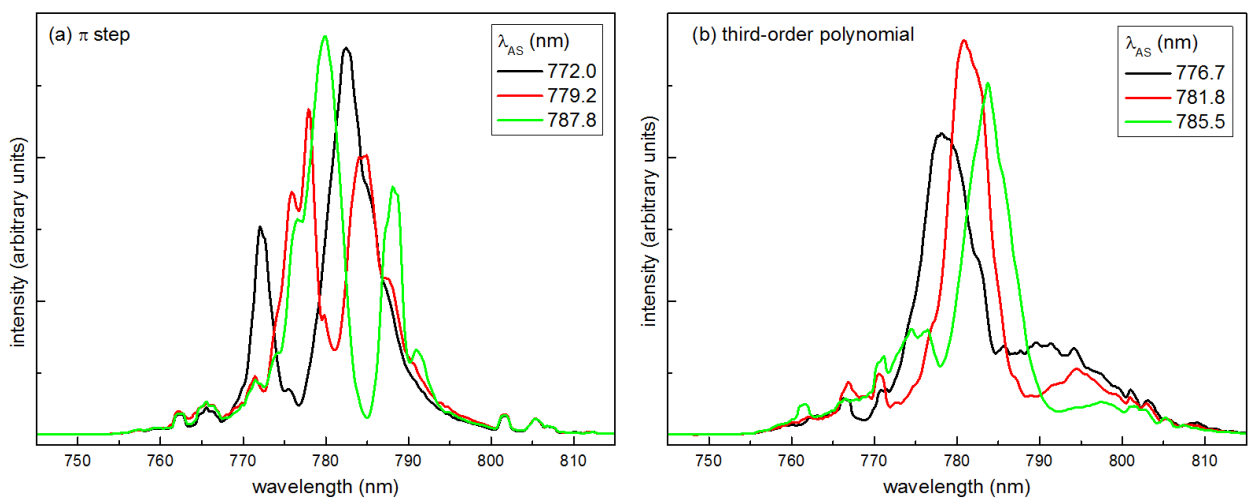 (a) π step
λAS (nm)
772.0
779.2
787.8
intensity (arbitrary units)
750 760 770 780 790 800 810
wavelength (nm)
(b) third-order polynomial
λAS (nm)
776.7
781.8
785.5
intensity (arbitrary units)
750 760 770 780 790 800 810
wavelength (nm)